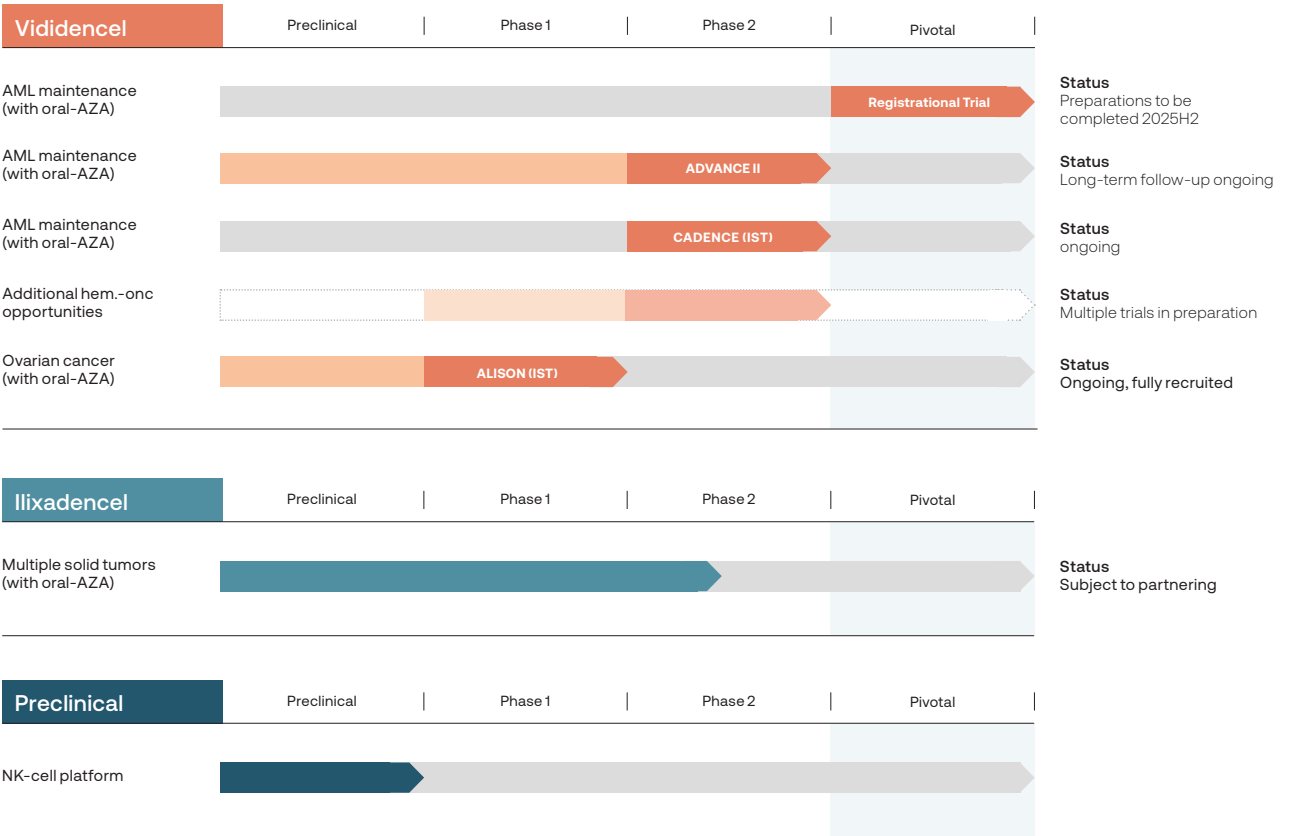 Vididencel
Preclinical
Phase 1
Phase 2
Pivotal
AML maintenance
(with oral-AZA)
Registrational Trial
Status
Preparations to be
completed 2025H2
AML maintenance
(with oral-AZA)
ADVANCE II
Status
Long-term follow-up ongoing
AML maintenance
(with oral-AZA)
CADENCE (IST)
Status
ongoing
Additional hem.-onc
opportunities
Status
Multiple trials in preparation
Ovarian cancer
(with oral-AZA)
ALISON (IST)
Status
Ongoing, fully recruited
Ilixadencel
Preclinical
Phase 1
Phase 2
Pivotal
Multiple solid tumors
(with oral-AZA)
Status
Subject to partnering
Preclinical
Preclinical
Phase 1
Phase 2
Pivotal
NK-cell platform